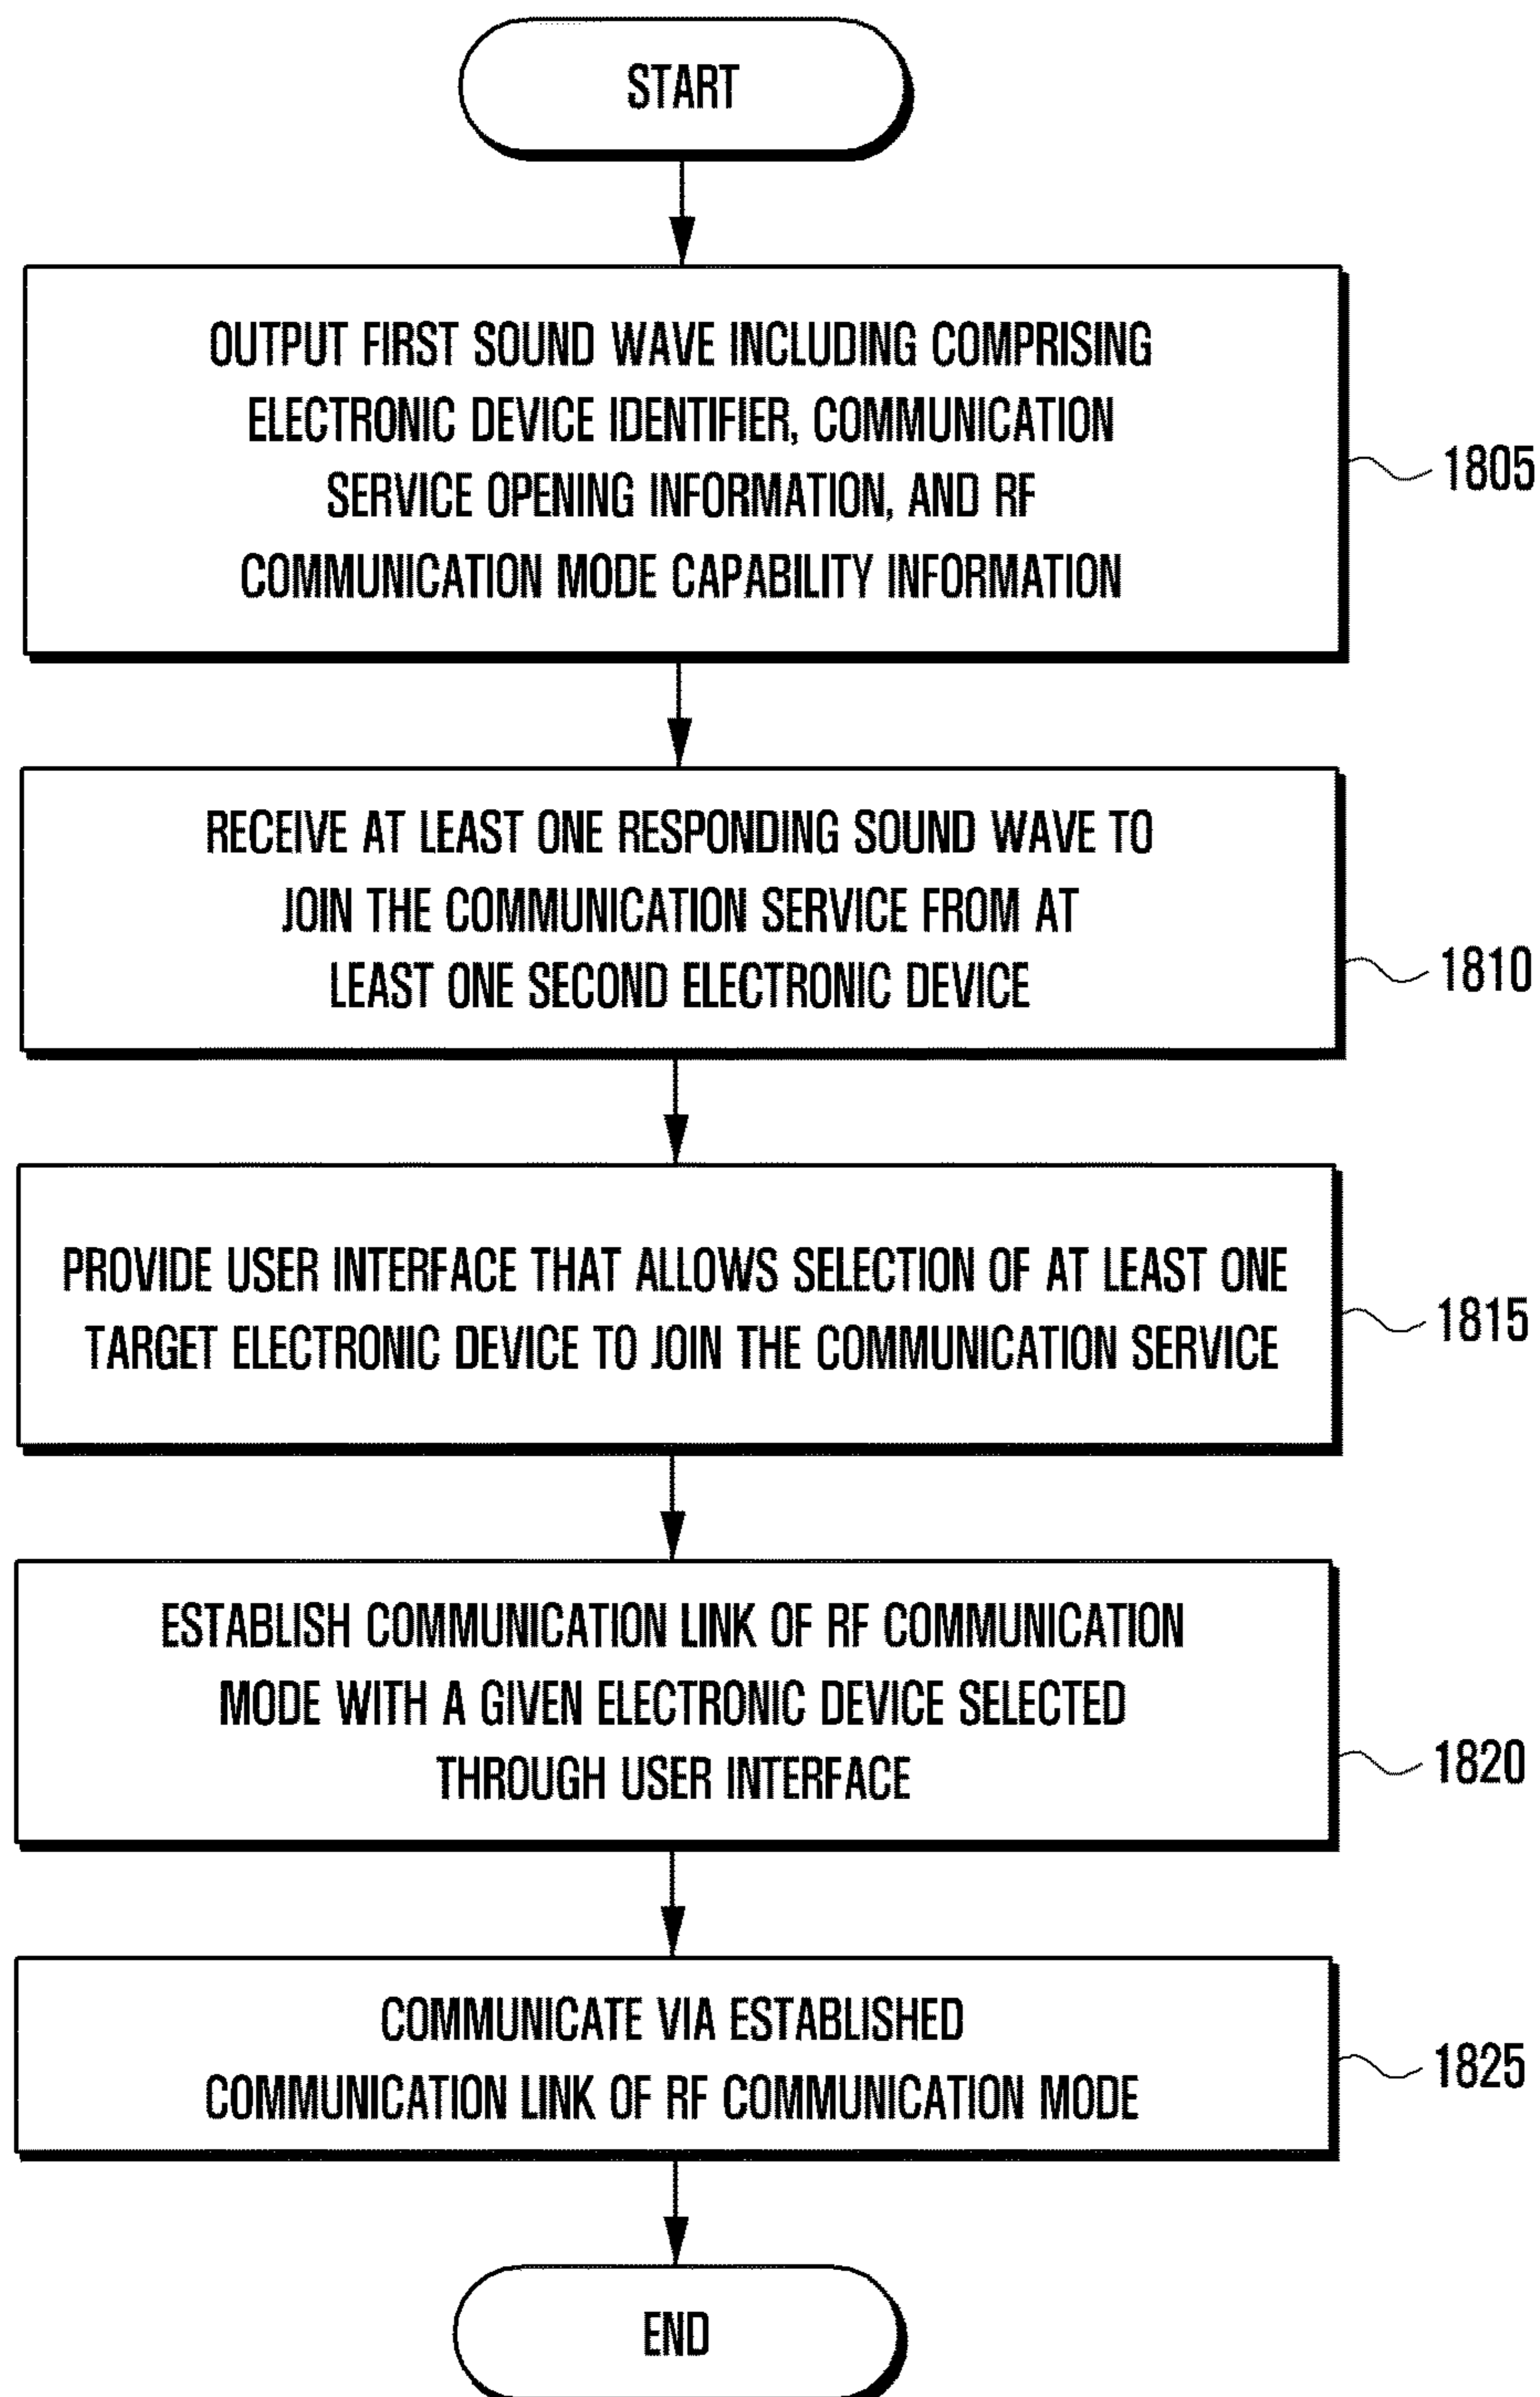 START
OUTPUT FIRST SOUND WAVE INCLUDING COMPRISING
ELECTRONIC DEVICE IDENTIFIER, COMMUNICATION
SERVICE OPENING INFORMATION, AND RF
COMMUNICATION MODE CAPABILITY INFORMATION
1805
RECEIVE AT LEAST ONE RESPONDING SOUND WAVE TO
JOIN THE COMMUNICATION SERVICE FROM AT
LEAST ONE SECOND ELECTRONIC DEVICE
1810
PROVIDE USER INTERFACE THAT ALLOWS SELECTION OF AT LEAST ONE
TARGET ELECTRONIC DEVICE TO JOIN THE COMMUNICATION SERVICE
1815
ESTABLISH COMMUNICATION LINK OF RF COMMUNICATION
MODE WITH A GIVEN ELECTRONIC DEVICE SELECTED
THROUGH USER INTERFACE
1820
COMMUNICATE VIA ESTABLISHED
COMMUNICATION LINK OF RF COMMUNICATION MODE
1825
END